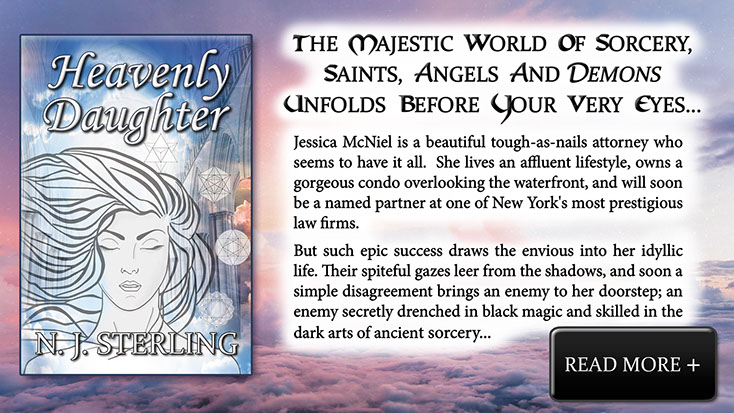 Heavenly
Daughter
N. J. STERLING
The Majestic World Of Sorcery,
Saints, Angels And Demons
Unfolds Before Your Very Eyes...
Jessica McNiel is a beautiful tough-as-nails attorney who
seems to have it all.  She lives an affluent lifestyle, owns a
gorgeous condo overlooking the waterfront, and will soon
be a named partner at one of New York's most prestigious
law firms.
But such epic success draws the envious into her idyllic
life. Their spiteful gazes leer from the shadows, and soon a
simple disagreement brings an enemy to her doorstep; an
enemy secretly drenched in black magic and skilled in the
dark arts of ancient sorcery...
READ MORE +